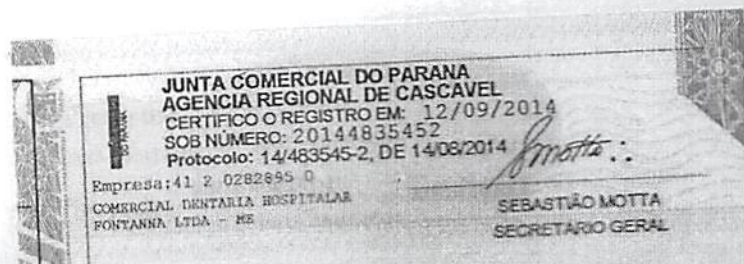 JUNTA COMERCIAL DO PARANA
AGENCIA REGIONAL DE CASCAVEL
CERTIFICO O REGISTRO EM: 12/09/2014
SOB NÚMERO: 20144835452
Protocolo: 14/483545-2, DE 14/08/2014
Empresa:41 2 0282895 0
COMERCIAL DENTARIA HOSPITALAR
FONTANNA LTDA - ME
Smotta
SEBASTIÃO MOTTA
SECRETARIO GERAL